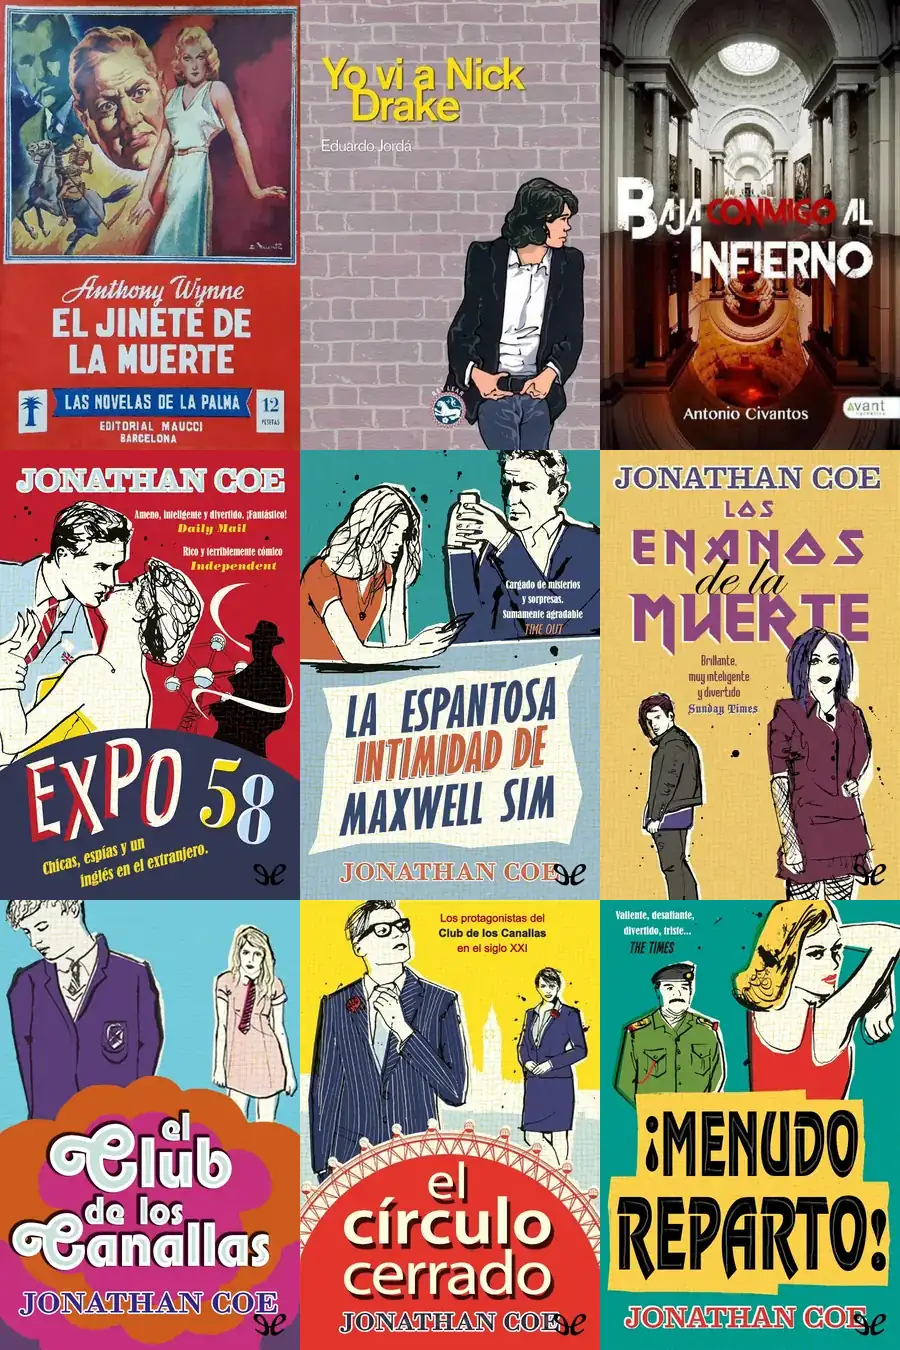 Anthony Wynne
EL JINETE DE
LA MUERTE
LAS NOVELAS DE LA PALMA
12
PESETAS
EDITORIAL MAUCCI
BARCELONA
Yo vi a Nick
Drake
Eduardo Jordá
BAJA CONMIGO AL
INFIERNO
Antonio Civantos
avant
JONATHAN COE
Ameno, inteligente y divertido, ¡Fantástico!
Daily Mail
Rico y terriblemente cómico
Independent
EXPO 58
Chicas, espías y un
inglés en el extranjero.
Cargado de misterios
y sorpresas.
Sumamente agradable
TIME OUT
LA ESPANTOSA
INTIMIDAD DE
MAXWELL SIM
JONATHAN COE
JONATHAN COE
LOS
ENANOS
de la
MUERTE
Brillante,
muy inteligente
y divertido
Sunday Times
el
Club
de los
Canallas
JONATHAN COE
Los protagonistas del
Club de los Canallas
en el siglo XXI
el
círculo
cerrado
JONATHAN COE
Valiente, desafiante,
divertido, triste...
THE TIMES
¡MENUDO
REPARTO!
JONATHAN COE